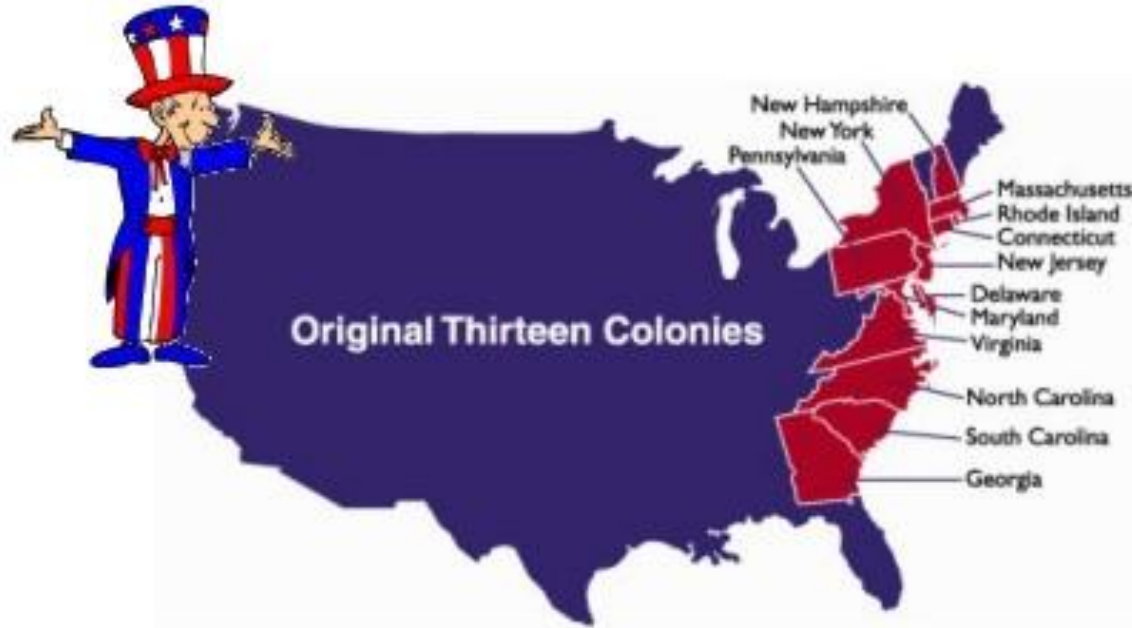 New Hampshire
New York
Pennsylvania
Massachusetts
Rhode Island
Connecticut
New Jersey
Delaware
Maryland
Virginia
Original Thirteen Colonies
North Carolina
South Carolina
Georgia